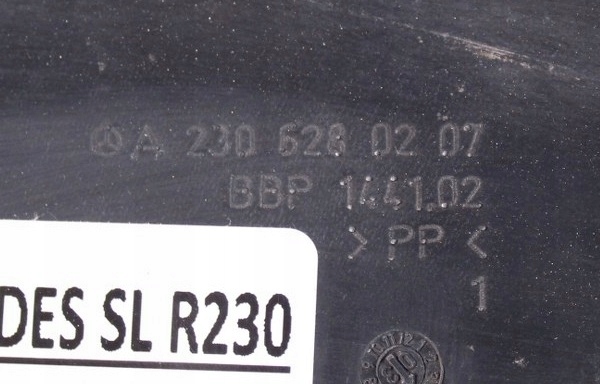 A 230 628 02 07
BBP 1441.02
> PP <
1
DES SL R230